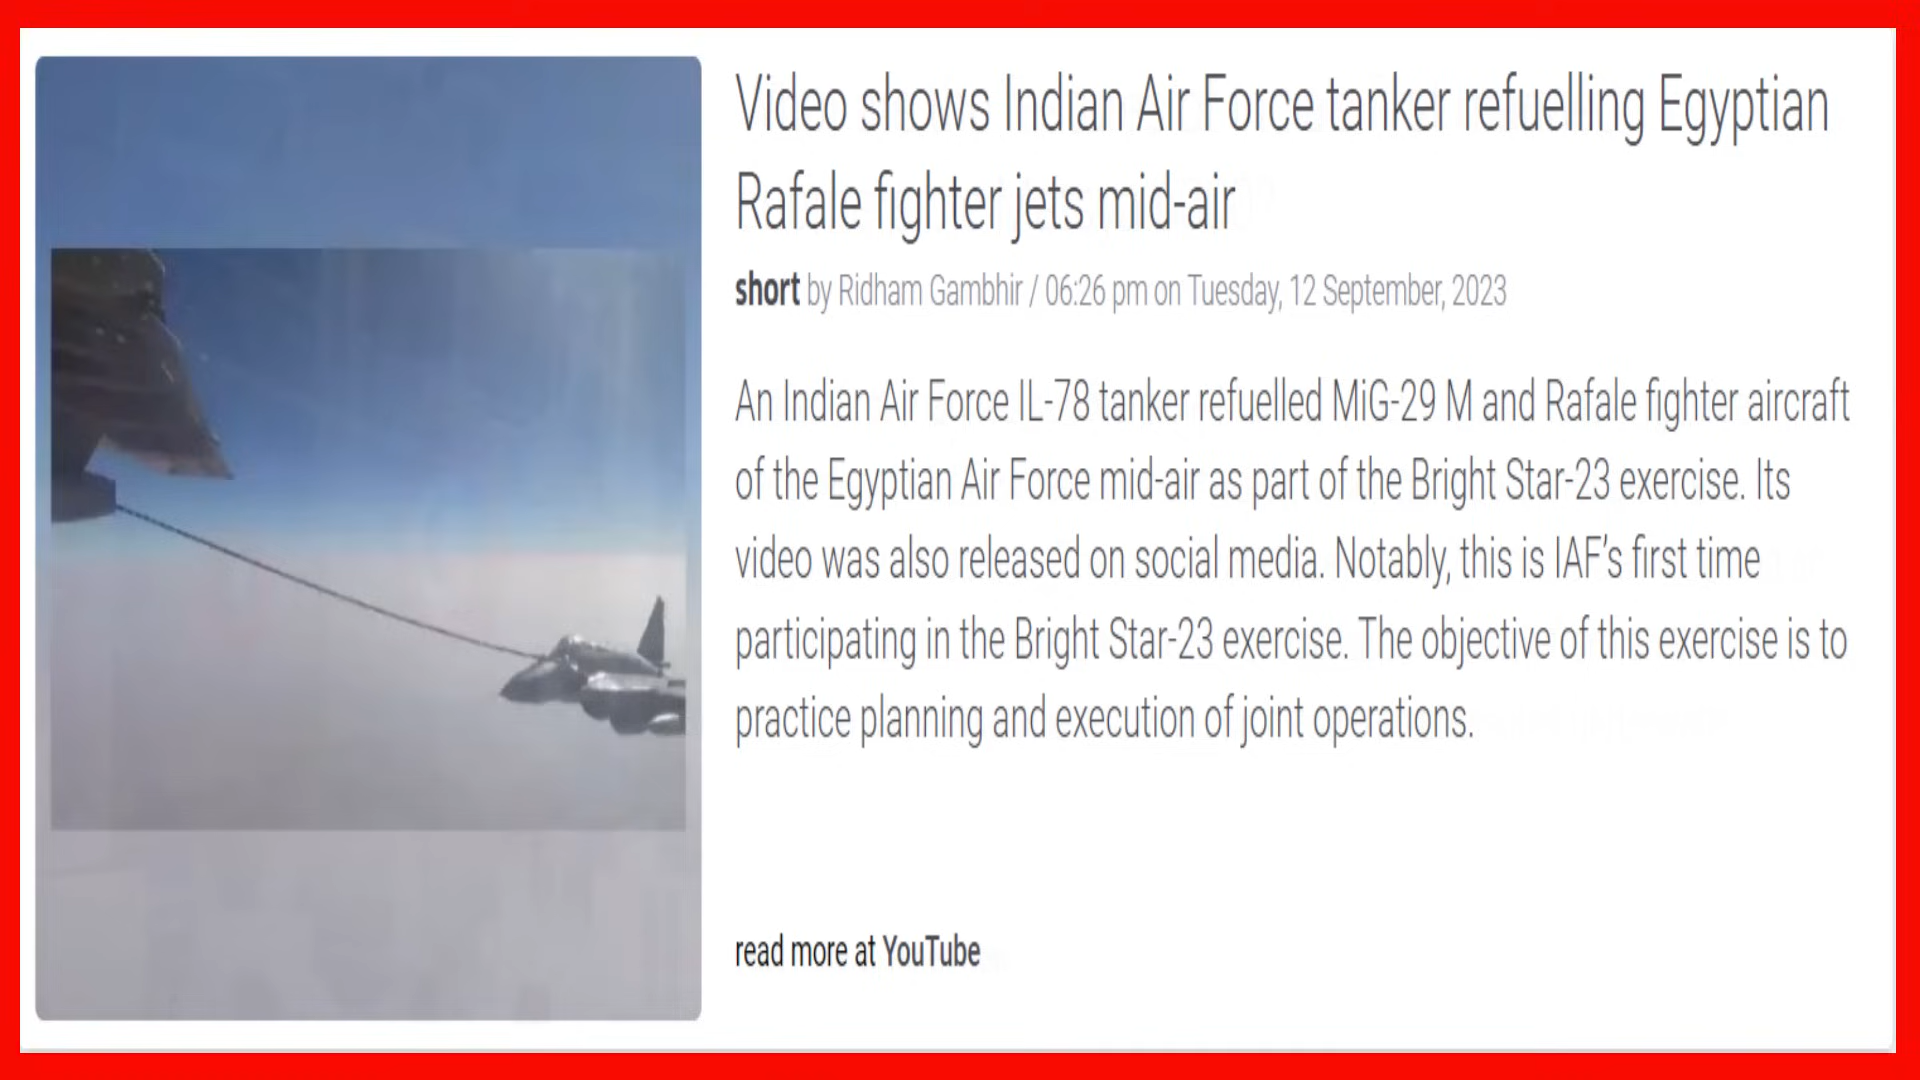 Video shows Indian Air Force tanker refuelling Egyptian
Rafale fighter jets mid-air
short by Ridham Gambhir / 06:26 pm on Tuesday, 12 September, 2023
An Indian Air Force IL-78 tanker refuelled MiG-29 M and Rafale fighter aircraft
of the Egyptian Air Force mid-air as part of the Bright Star-23 exercise. Its
video was also released on social media. Notably, this is IAF’s first time
participating in the Bright Star-23 exercise. The objective of this exercise is to
practice planning and execution of joint operations.
read more at YouTube